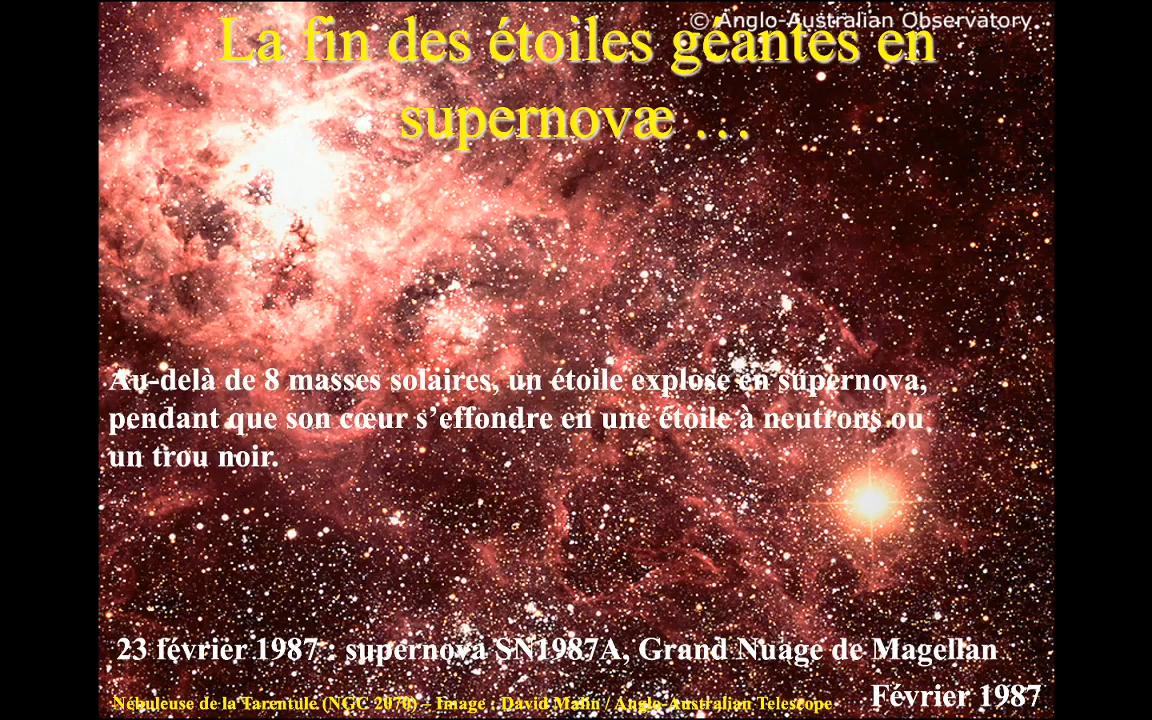 © Anglo-Australian Observatory
La fin des étoiles géantes en
supernovæ …
Au-delà de 8 masses solaires, un étoile explose en supernova,
pendant que son cœur s’effondre en une étoile à neutrons ou
un trou noir.
23 février 1987 : supernova SN1987A, Grand Nuage de Magellan
Février 1987
Nébuleuse de la Tarentule (NGC 2070) – Image : David Malin / Anglo-Australian Telescope